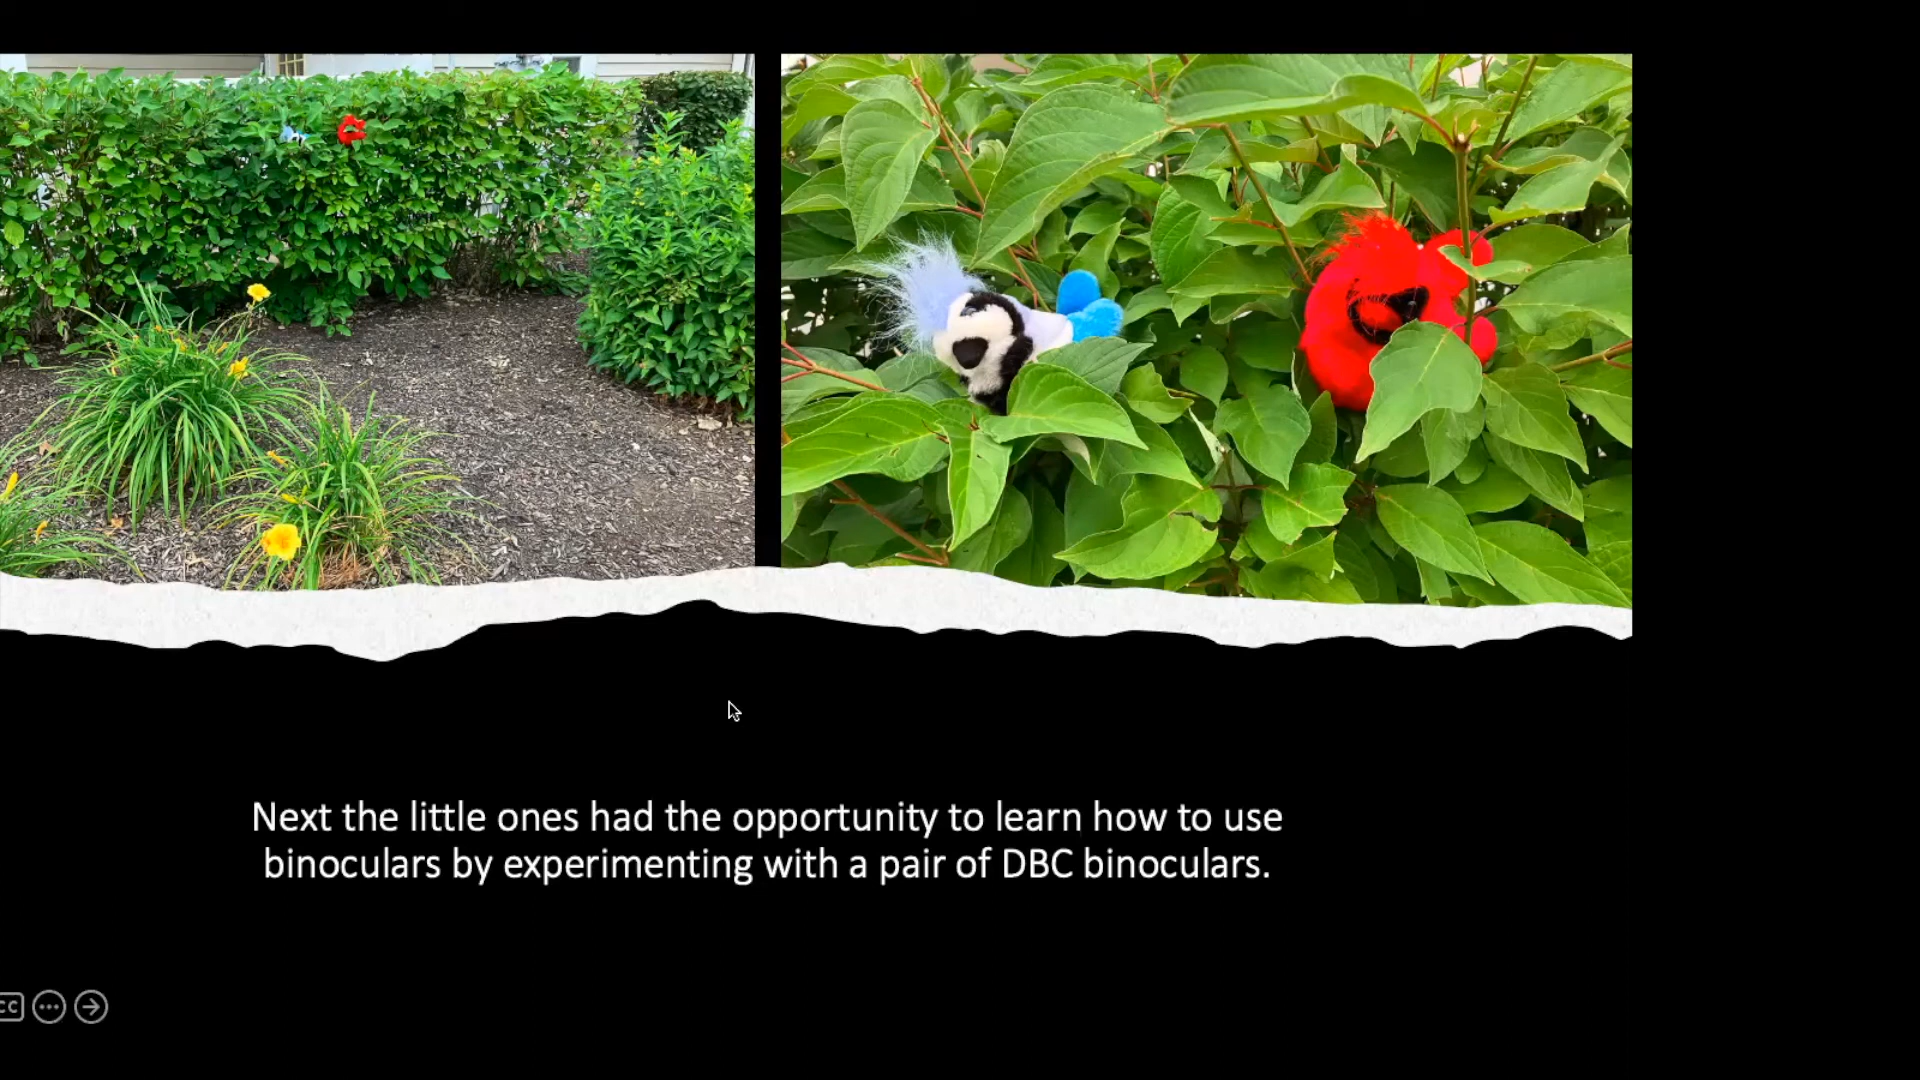 Next the little ones had the opportunity to learn how to use
binoculars by experimenting with a pair of DBC binoculars.
CC